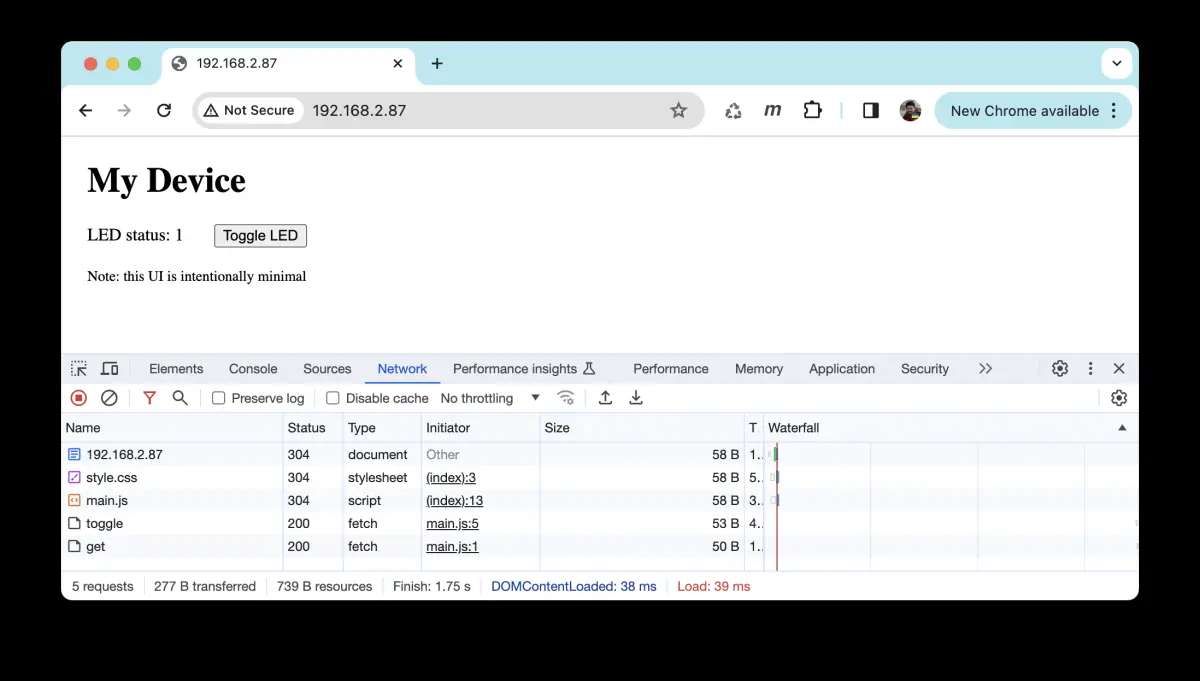 192.168.2.87
Not Secure 192.168.2.87 m New Chrome available
My Device
LED status: 1 Toggle LED
Note: this UI is intentionally minimal
Elements Console Sources Network Performance insights Performance Memory Application Security
Preserve log Disable cache No throttling
Name Status Type Initiator Size T Waterfall
192.168.2.87 304 document Other 58 B 1..
style.css 304 stylesheet (index):3 58 B 5..
main.js 304 script (index):13 58 B 3..
toggle 200 fetch main.js:5 53 B 4..
get 200 fetch main.js:1 50 B 1..
5 requests 277 B transferred 739 B resources Finish: 1.75 s DOMContentLoaded: 38 ms Load: 39 ms